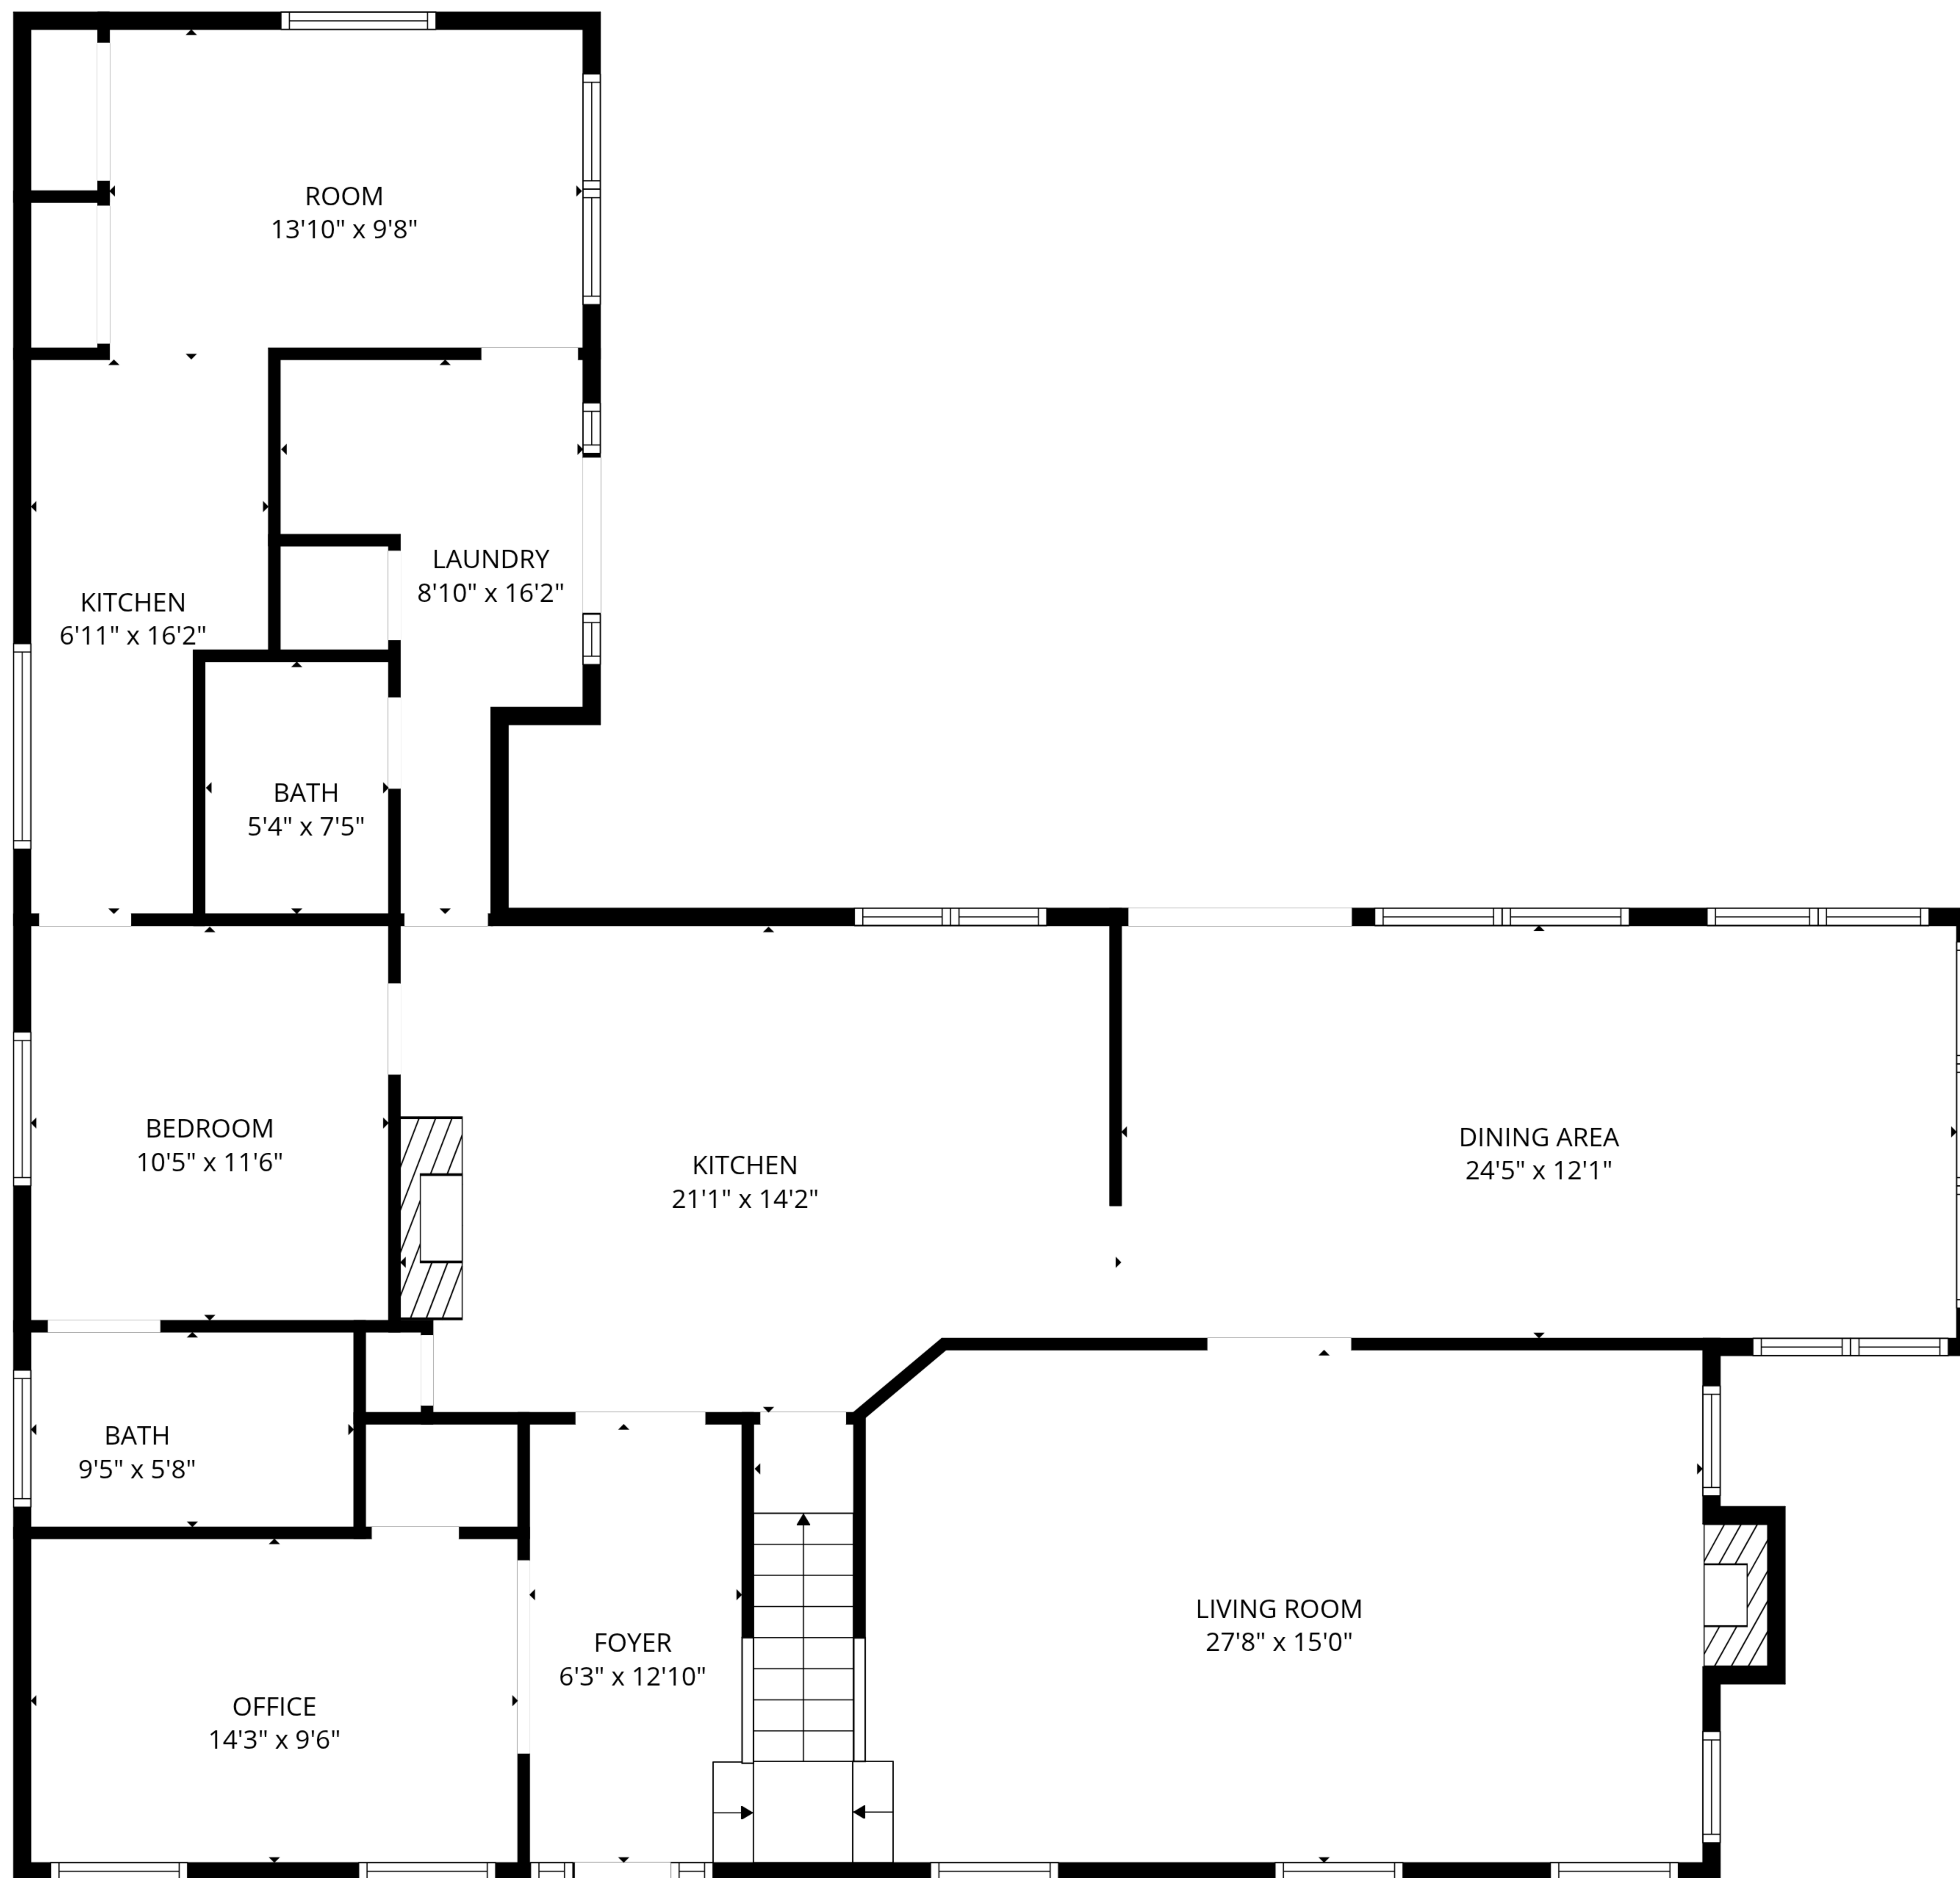 ROOM
13'10" x 9'8"
LAUNDRY
8'10" x 16'2"
KITCHEN
6'11" x 16'2"
BATH
5'4" x 7'5"
BEDROOM
10'5" x 11'6"
KITCHEN
21'1" x 14'2"
DINING AREA
24'5" x 12'1"
BATH
9'5" x 5'8"
LIVING ROOM
27'8" x 15'0"
FOYER
6'3" x 12'10"
OFFICE
14'3" x 9'6"